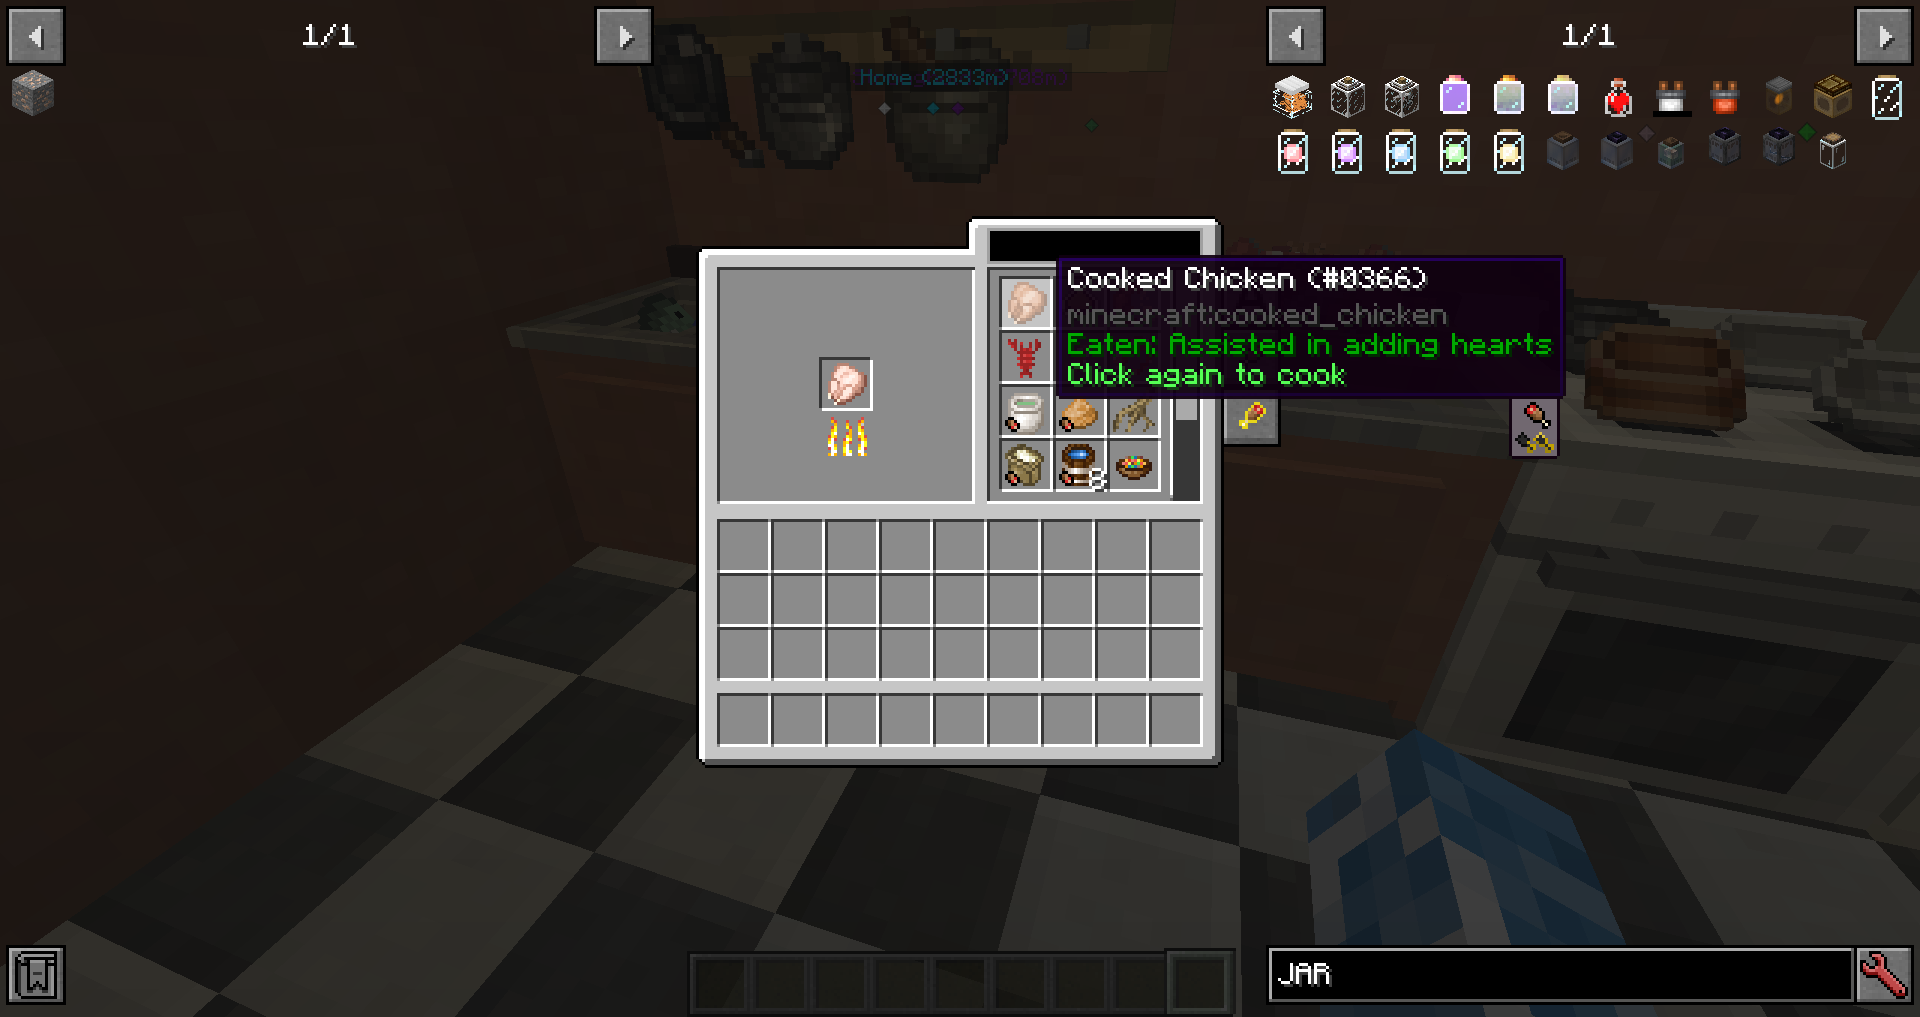 1/1
1/1
Home (2833m)
Cooked Chicken (#0366)
minecraft:cooked_chicken
Eaten: Assisted in adding hearts
Click again to cook
8
JAR